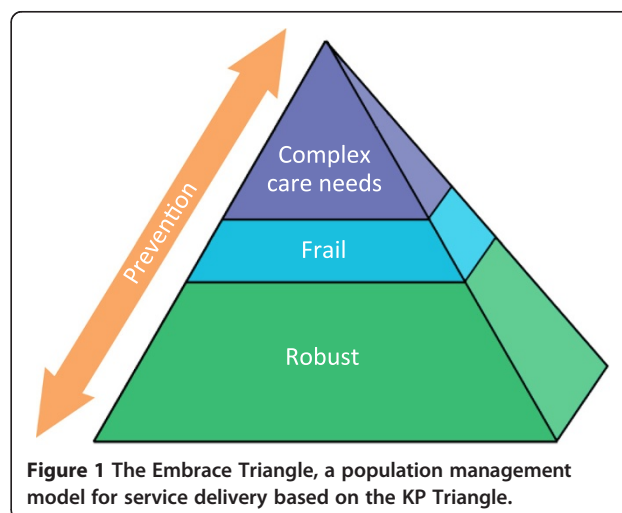 Complex
care needs
Prevention
Frail
Robust
Figure 1 The Embrace Triangle, a population management
model for service delivery based on the KP Triangle.